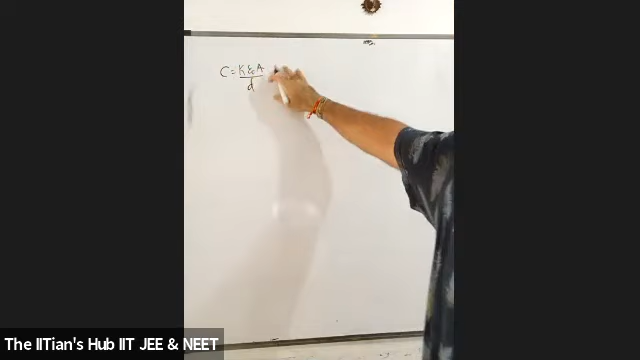 C = K ε₀ A
d
The IITian's Hub IIT JEE & NEET